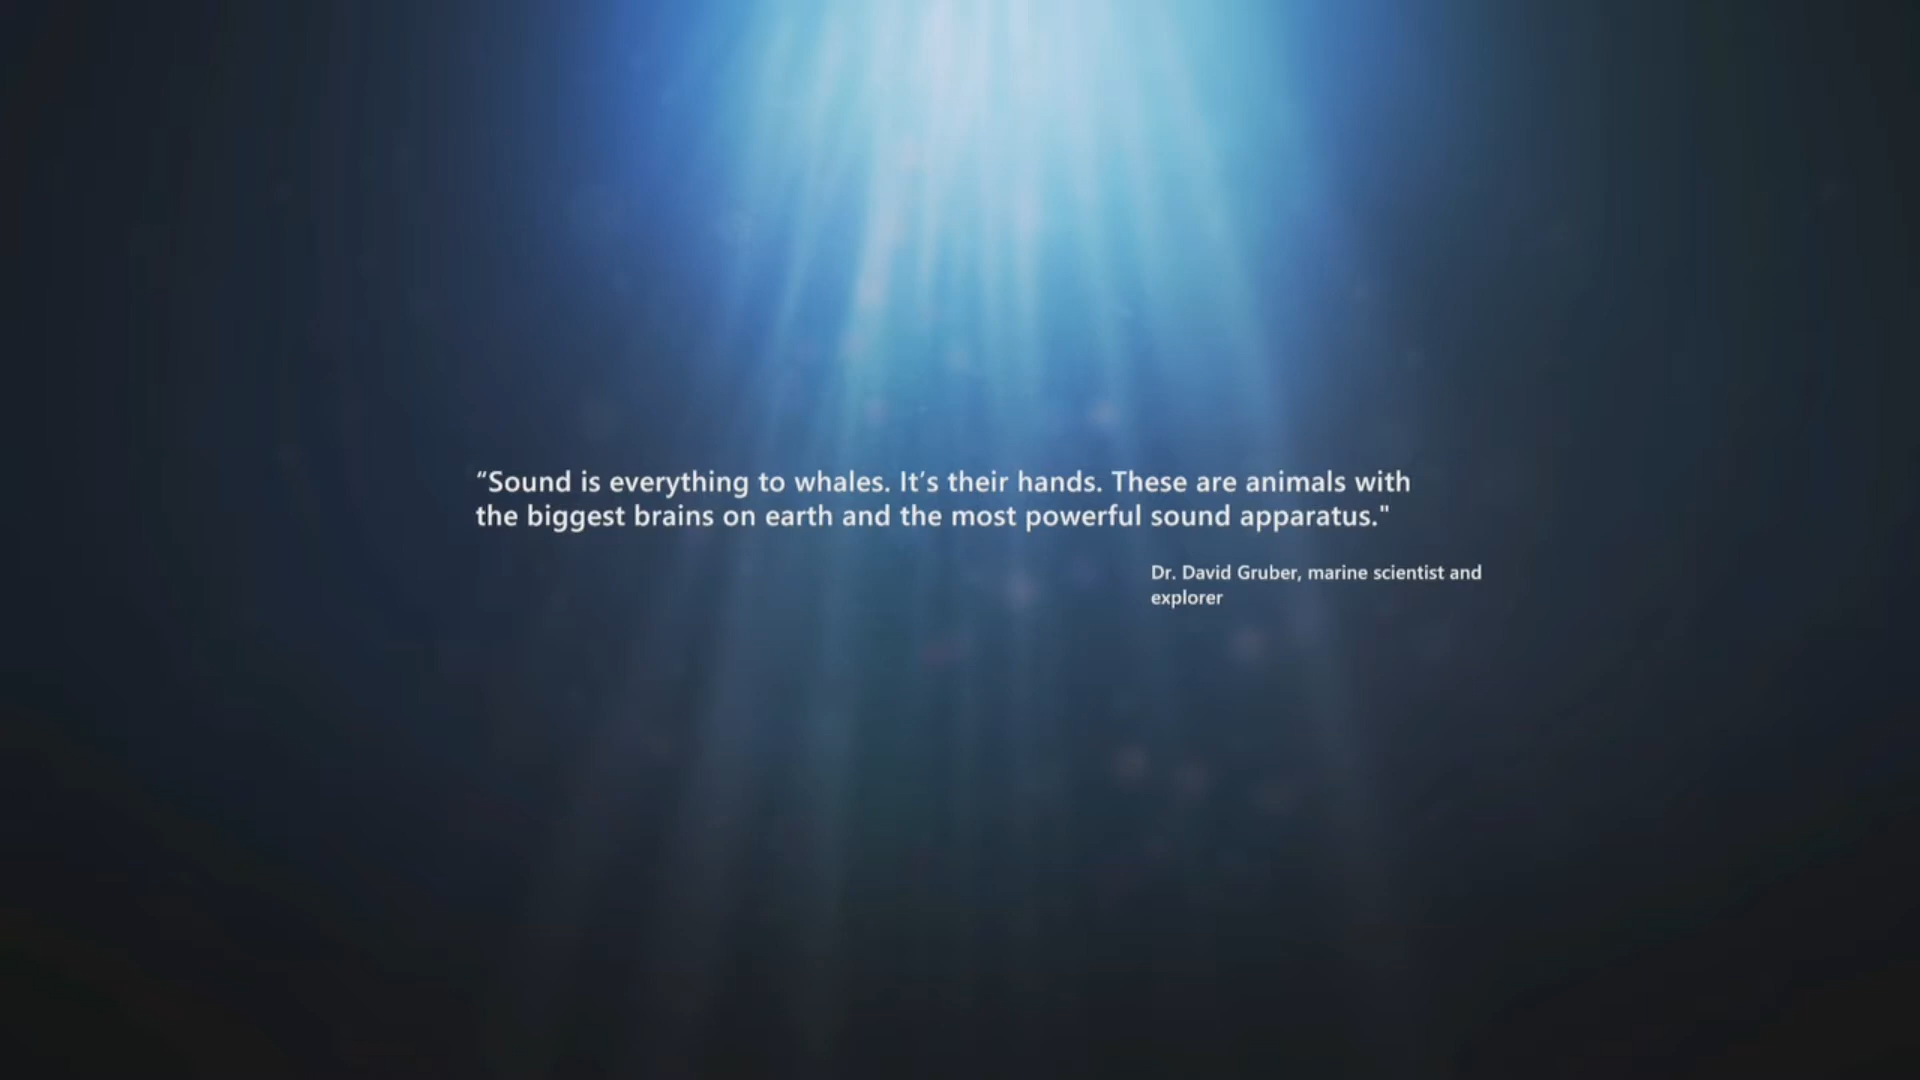 “Sound is everything to whales. It’s their hands. These are animals with
the biggest brains on earth and the most powerful sound apparatus."
Dr. David Gruber, marine scientist and
explorer